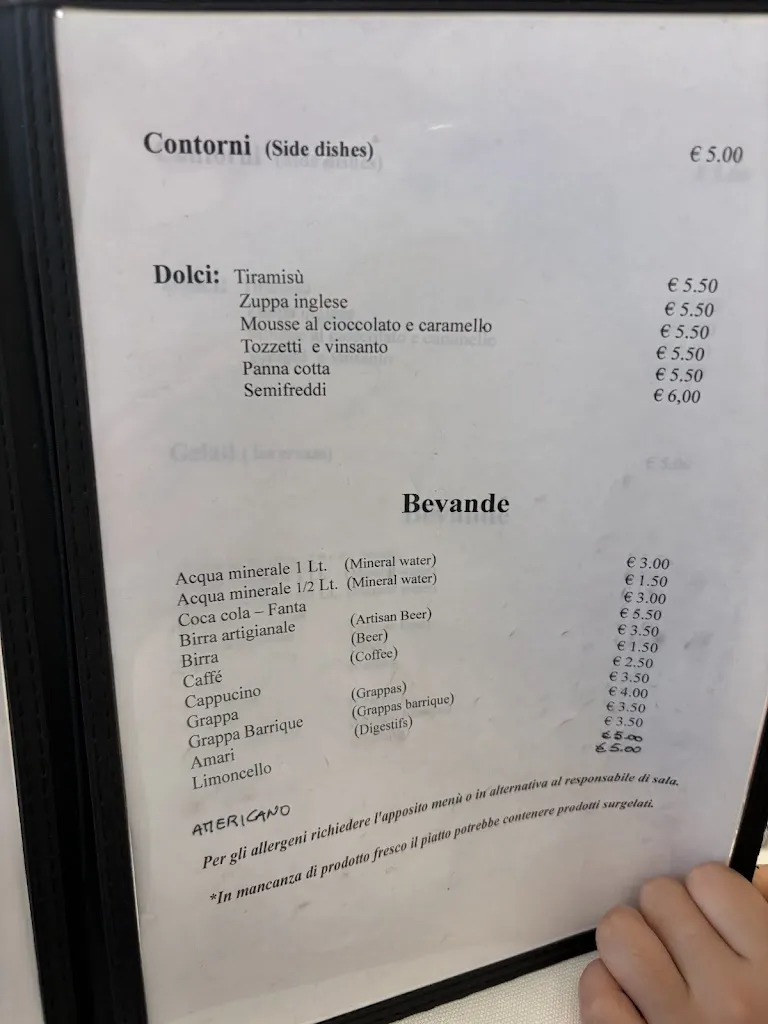 Contorni (Side dishes)* € 5.00
Dolci: Tiramisù € 5.50
Zuppa inglese € 5.50
Mousse al cioccolato e caramello € 5.50
Tozzetti e vinsanto € 5.50
Panna cotta € 5.50
Semifreddi € 6,00
Bevande
Acqua minerale 1 Lt. (Mineral water) € 3.00
Acqua minerale 1/2 Lt. (Mineral water) € 1.50
Coca cola – Fanta € 3.00
Birra artigianale (Artisan Beer) € 5.50
Birra (Beer) € 3.50
Caffé (Coffee) € 1.50
Cappucino € 2.50
Grappa (Grappas) € 3.50
Grappa Barrique (Grappas barrique) € 4.00
Amari (Digestifs) € 3.50
Limoncello € 3.50
€5.00
AMERICANO €5.00
Per gli allergeni richiedere l'apposito menù o in alternativa al responsabile di sala.
*In mancanza di prodotto fresco il piatto potrebbe contenere prodotti surgelati.